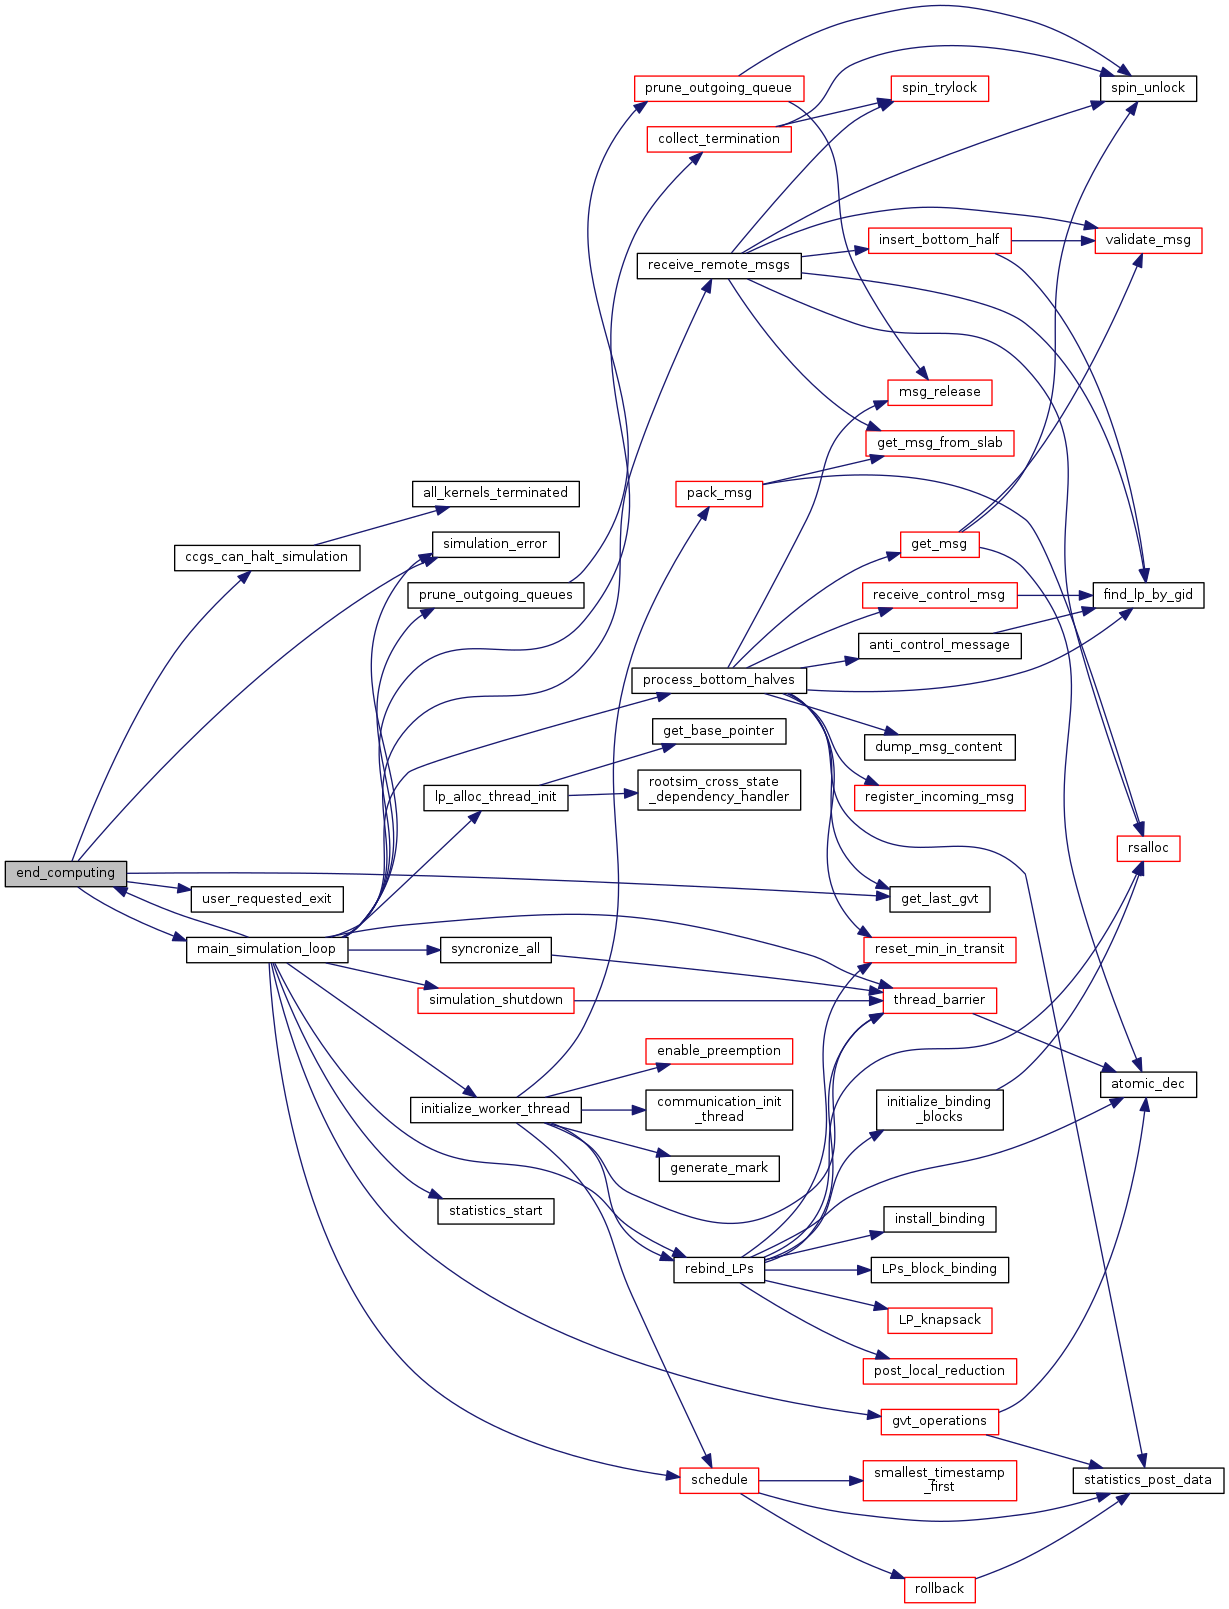 prune_outgoing_queue
spin_trylock
spin_unlock
collect_termination
insert_bottom_half
validate_msg
receive_remote_msgs
msg_release
get_msg_from_slab
all_kernels_terminated
pack_msg
simulation_error
get_msg
ccgs_can_halt_simulation
prune_outgoing_queues
receive_control_msg
find_lp_by_gid
anti_control_message
process_bottom_halves
get_base_pointer
dump_msg_content
lp_alloc_thread_init
rootsim_cross_state
_dependency_handler
register_incoming_msg
rsalloc
end_computing
user_requested_exit
get_last_gvt
main_simulation_loop
syncronize_all
reset_min_in_transit
simulation_shutdown
thread_barrier
enable_preemption
atomic_dec
initialize_worker_thread
communication_init
_thread
initialize_binding
_blocks
generate_mark
statistics_start
install_binding
rebind_LPs
LPs_block_binding
LP_knapsack
post_local_reduction
gvt_operations
schedule
smallest_timestamp
_first
statistics_post_data
rollback